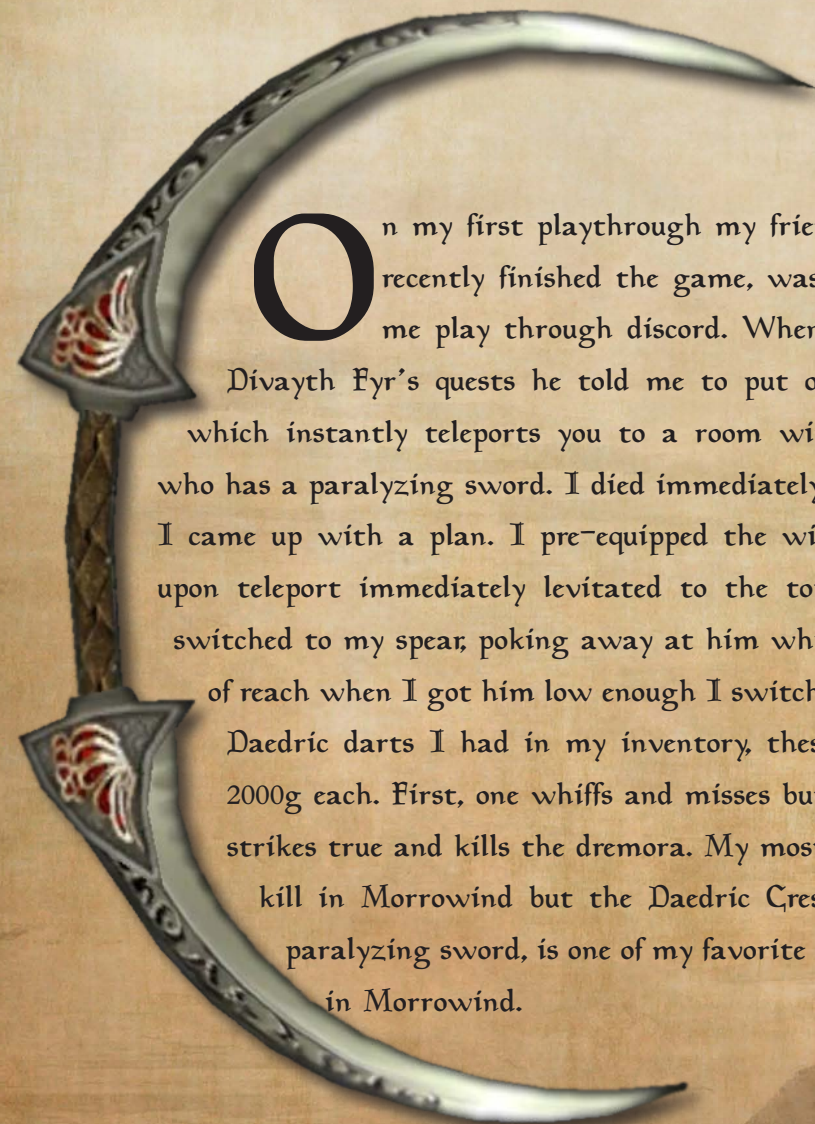 On my first playthrough my frie
recently finished the game, was
me play through discord. When
Divayth Fyr's quests he told me to put o
which instantly teleports you to a room wi
who has a paralyzing sword. I died immediately
I came up with a plan. I pre-equipped the wi
upon teleport immediately levitated to the to
switched to my spear, poking away at him wh
of reach when I got him low enough I switch
Daedric darts I had in my inventory, thes
2000g each. First, one whiffs and misses but
strikes true and kills the dremora. My most
kill in Morrowind but the Daedric Cres
paralyzing sword, is one of my favorite
in Morrowind.